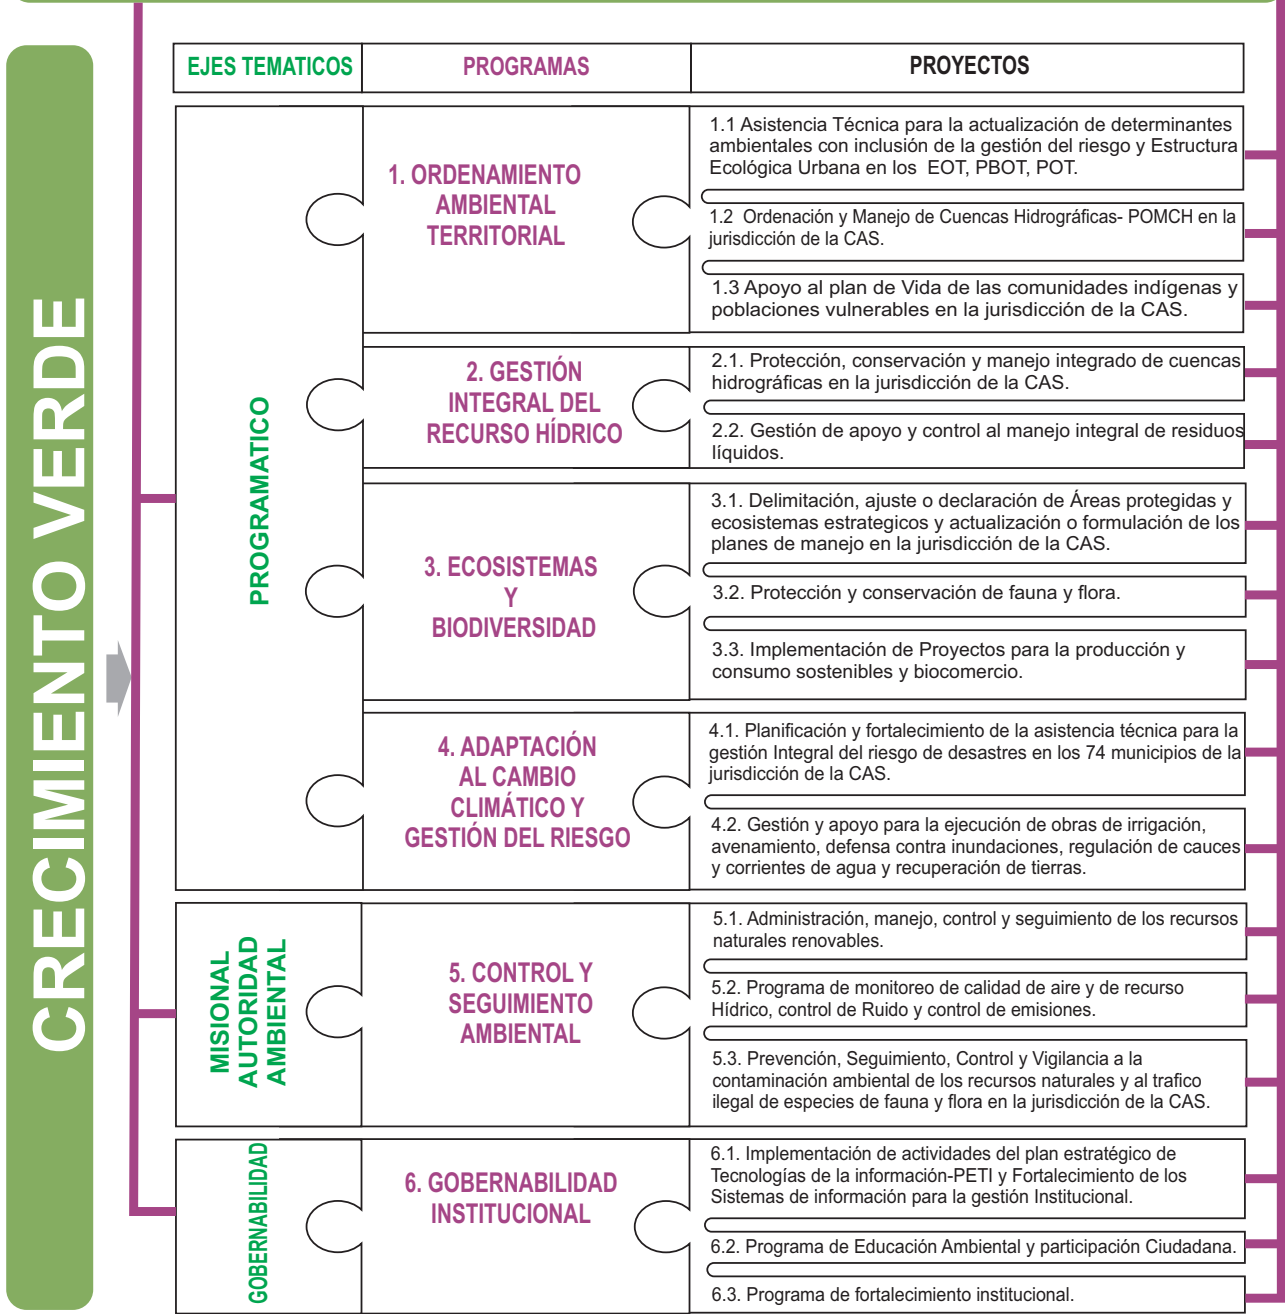 CRECIMIENTO VERDE
EJES TEMATICOS
PROGRAMAS
PROYECTOS
PROGRAMATICO
1. ORDENAMIENTO
AMBIENTAL
TERRITORIAL
1.1 Asistencia Técnica para la actualización de determinantes
ambientales con inclusión de la gestión del riesgo y Estructura
Ecológica Urbana en los EOT, PBOT, POT.
1.2 Ordenación y Manejo de Cuencas Hidrográficas- POMCH en la
jurisdicción de la CAS.
1.3 Apoyo al plan de Vida de las comunidades indígenas y
poblaciones vulnerables en la jurisdicción de la CAS.
2. GESTIÓN
INTEGRAL DEL
RECURSO HÍDRICO
2.1. Protección, conservación y manejo integrado de cuencas
hidrográficas en la jurisdicción de la CAS.
2.2. Gestión de apoyo y control al manejo integral de residuos
líquidos.
3. ECOSISTEMAS
Y
BIODIVERSIDAD
3.1. Delimitación, ajuste o declaración de Áreas protegidas y
ecosistemas estrategicos y actualización o formulación de los
planes de manejo en la jurisdicción de la CAS.
3.2. Protección y conservación de fauna y flora.
3.3. Implementación de Proyectos para la producción y
consumo sostenibles y biocomercio.
4. ADAPTACIÓN
AL CAMBIO
CLIMÁTICO Y
GESTIÓN DEL RIESGO
4.1. Planificación y fortalecimiento de la asistencia técnica para la
gestión Integral del riesgo de desastres en los 74 municipios de la
jurisdicción de la CAS.
4.2. Gestión y apoyo para la ejecución de obras de irrigación,
avenamiento, defensa contra inundaciones, regulación de cauces
y corrientes de agua y recuperación de tierras.
MISIONAL
AUTORIDAD
AMBIENTAL
5. CONTROL Y
SEGUIMIENTO
AMBIENTAL
5.1. Administración, manejo, control y seguimiento de los recursos
naturales renovables.
5.2. Programa de monitoreo de calidad de aire y de recurso
Hídrico, control de Ruido y control de emisiones.
5.3. Prevención, Seguimiento, Control y Vigilancia a la
contaminación ambiental de los recursos naturales y al trafico
ilegal de especies de fauna y flora en la jurisdicción de la CAS.
GOBERNABILIDAD
6. GOBERNABILIDAD
INSTITUCIONAL
6.1. Implementación de actividades del plan estratégico de
Tecnologías de la información-PETI y Fortalecimiento de los
Sistemas de información para la gestión Institucional.
6.2. Programa de Educación Ambiental y participación Ciudadana.
6.3. Programa de fortalecimiento institucional.